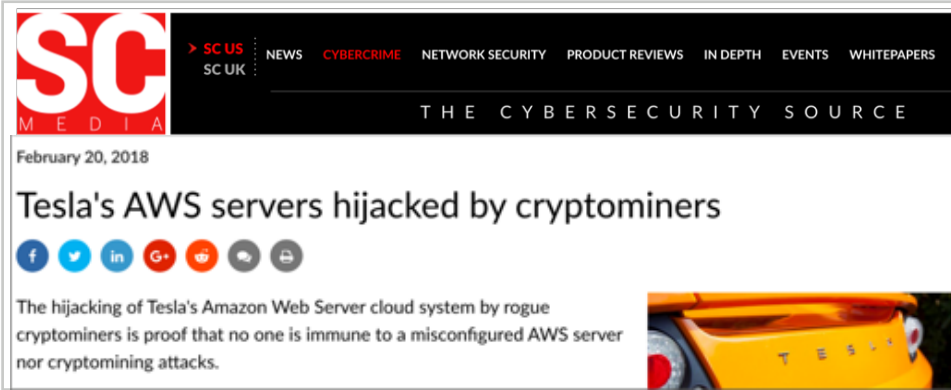 SC
MEDIA
SC US
SC UK
NEWS CYBERCRIME NETWORK SECURITY PRODUCT REVIEWS IN DEPTH EVENTS WHITEPAPERS
THE CYBERSECURITY SOURCE
February 20, 2018
Tesla's AWS servers hijacked by cryptominers
f in G+
The hijacking of Tesla's Amazon Web Server cloud system by rogue
cryptominers is proof that no one is immune to a misconfigured AWS server
nor cryptomining attacks.
TESLA